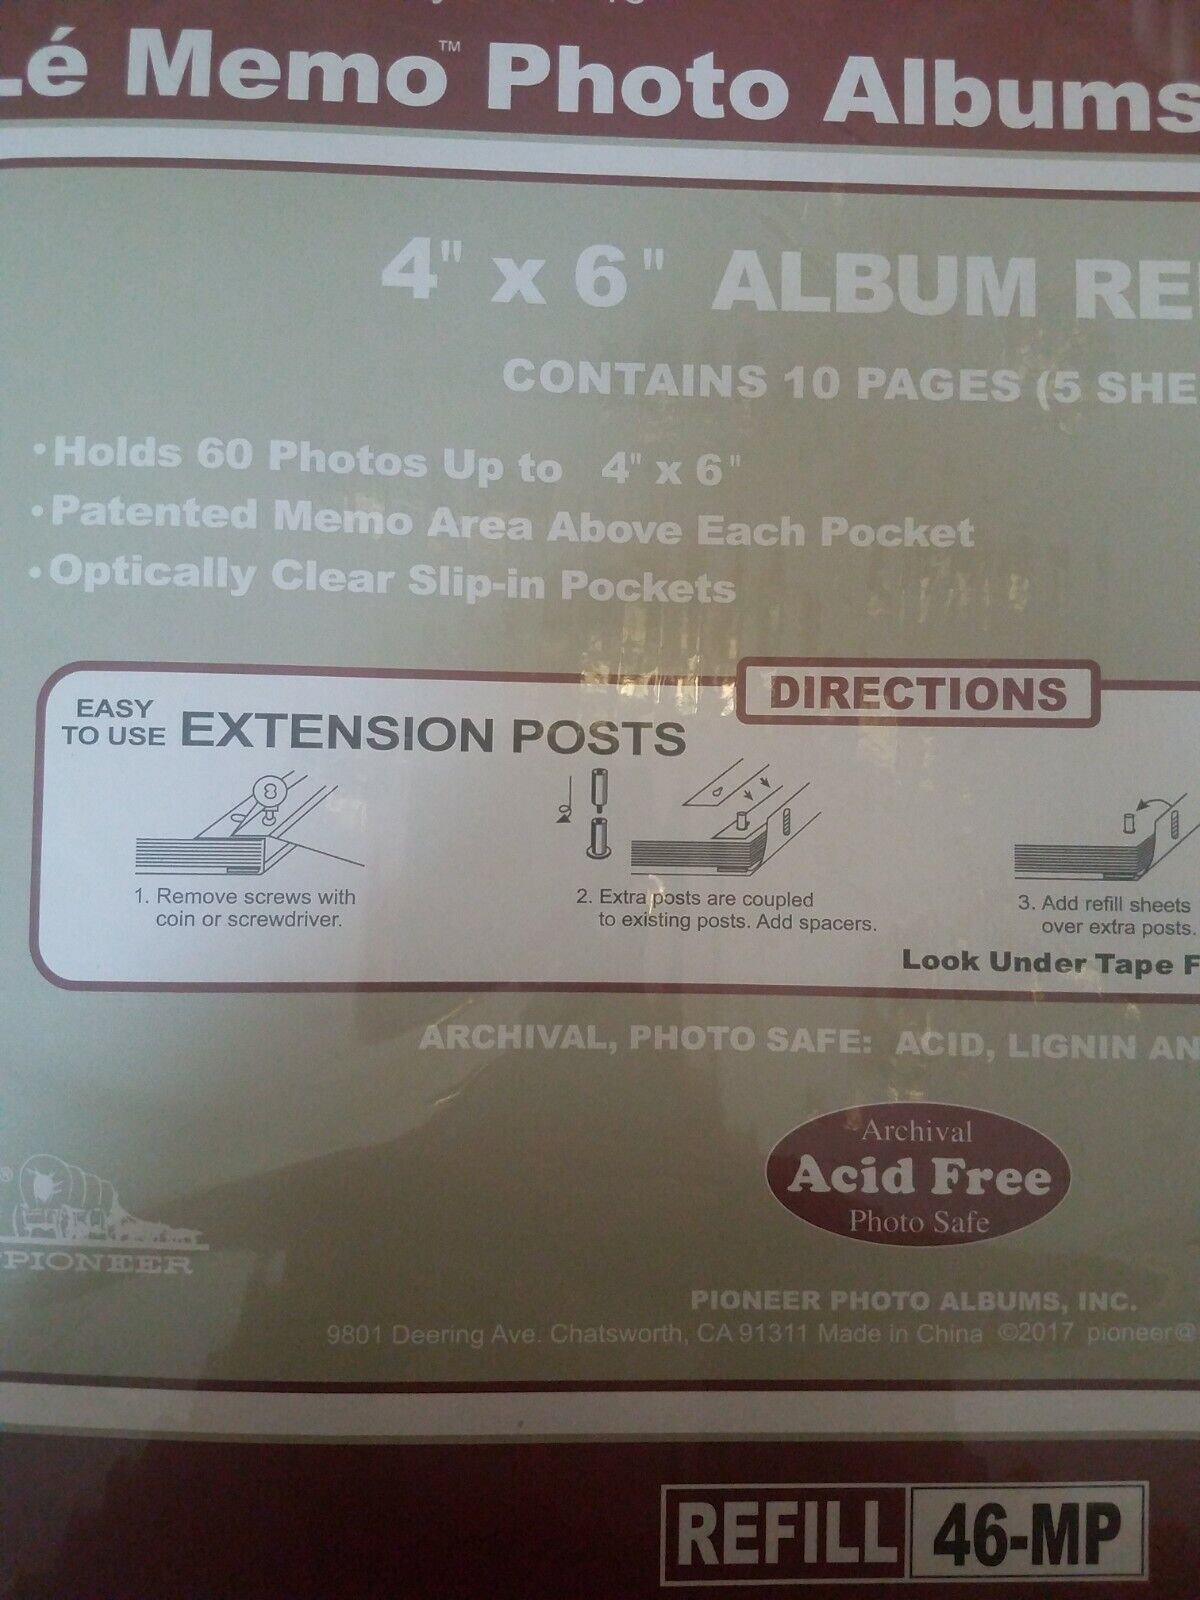 Lé Memo™ Photo Albums
4" x 6" ALBUM RE
CONTAINS 10 PAGES (5 SHE
•Holds 60 Photos Up to 4" x 6"
•Patented Memo Area Above Each Pocket
•Optically Clear Slip-in Pockets
DIRECTIONS
EASY
TO USE EXTENSION POSTS
1. Remove screws with
coin or screwdriver.
2. Extra posts are coupled
to existing posts. Add spacers.
3. Add refill sheets
over extra posts.
Look Under Tape F
ARCHIVAL, PHOTO SAFE: ACID, LIGNIN AN
Archival
Acid Free
Photo Safe
®
PIONEER
PIONEER PHOTO ALBUMS, INC.
9801 Deering Ave. Chatsworth, CA 91311 Made in China ©2017 pioneer@
REFILL 46-MP